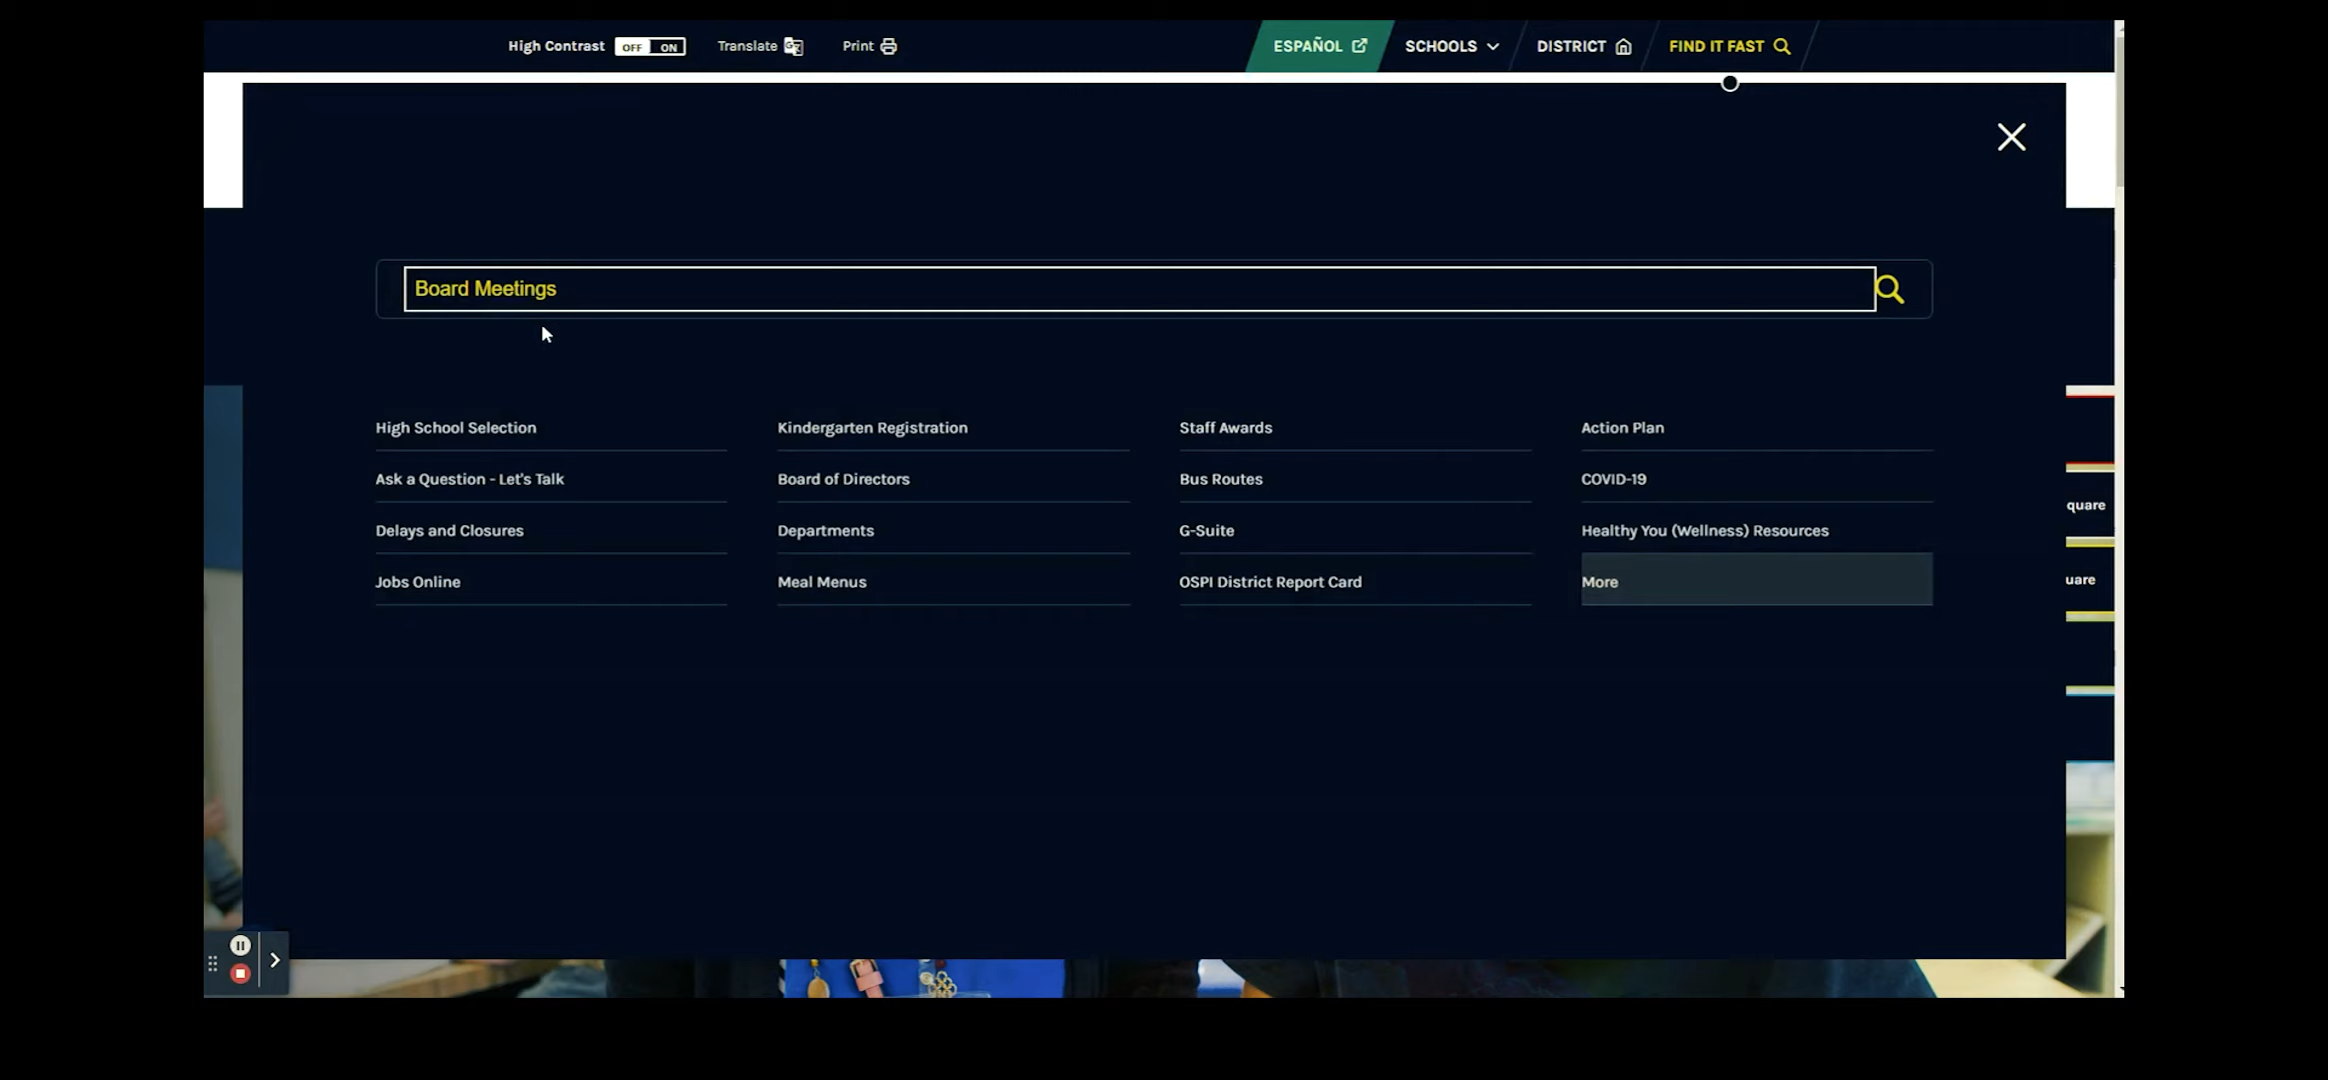 High Contrast OFF ON Translate Print ESPAÑOL SCHOOLS DISTRICT FIND IT FAST
Board Meetings
High School Selection Kindergarten Registration Staff Awards Action Plan
Ask a Question - Let's Talk Board of Directors Bus Routes COVID-19
quare
Delays and Closures Departments G-Suite Healthy You (Wellness) Resources
Jobs Online Meal Menus OSPI District Report Card More
uare